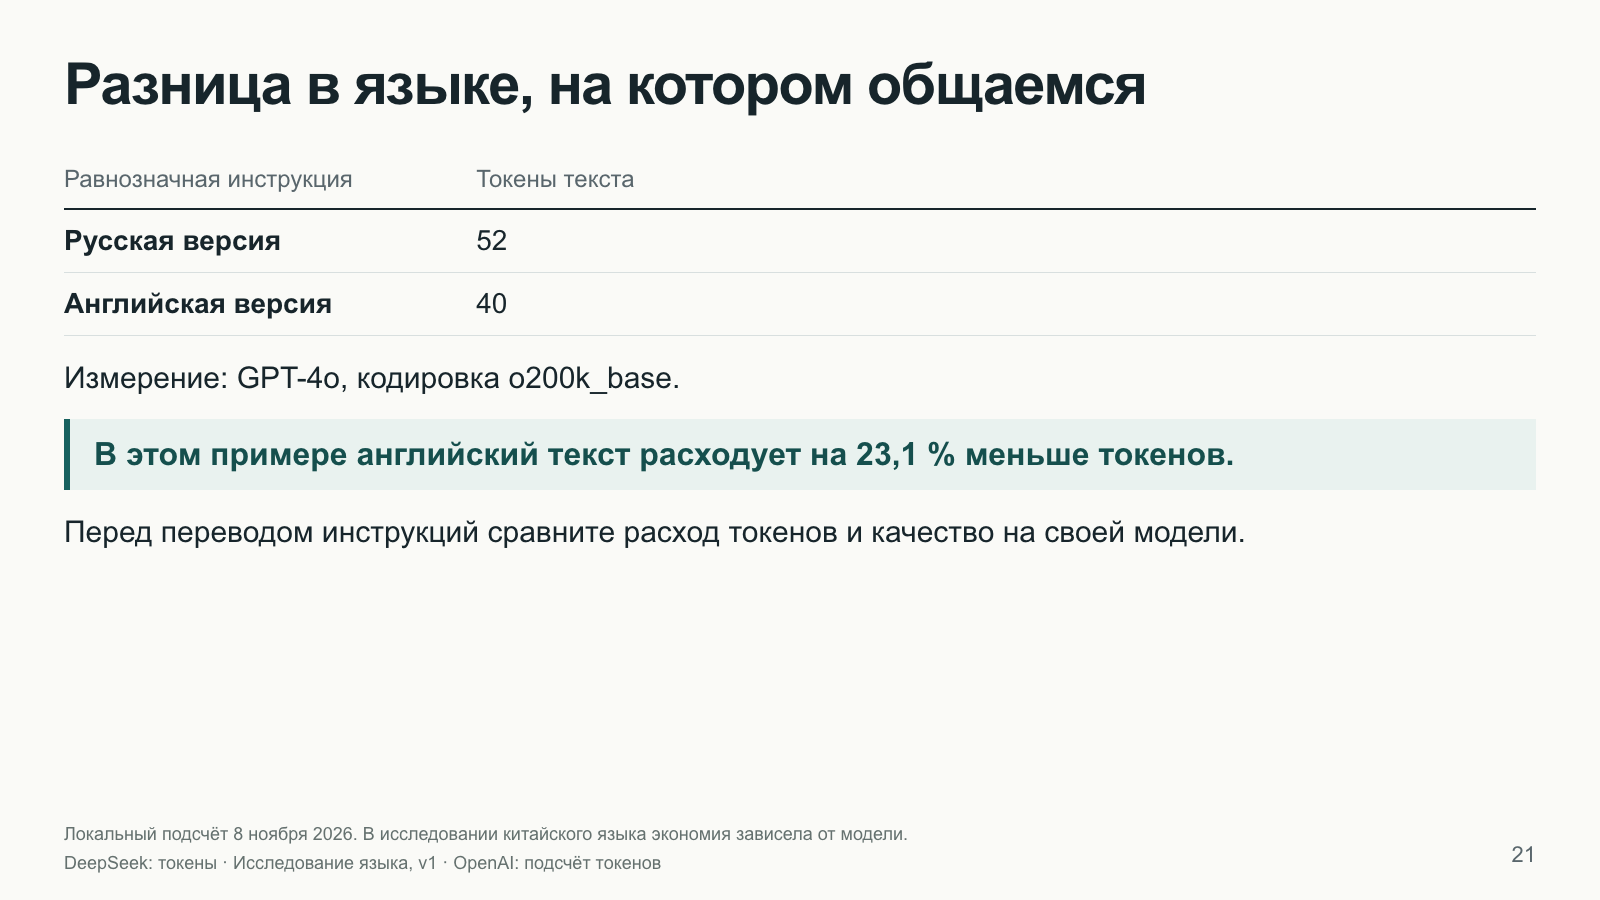 Разница в языке, на котором общаемся
Равнозначная инструкция Токены текста
Русская версия 52
Английская версия 40
Измерение: GPT-4o, кодировка o200k_base.
В этом примере английский текст расходует на 23,1 % меньше токенов.
Перед переводом инструкций сравните расход токенов и качество на своей модели.
Локальный подсчёт 8 ноября 2026. В исследовании китайского языка экономия зависела от модели.
DeepSeek: токены · Исследование языка, v1 · OpenAI: подсчёт токенов
21